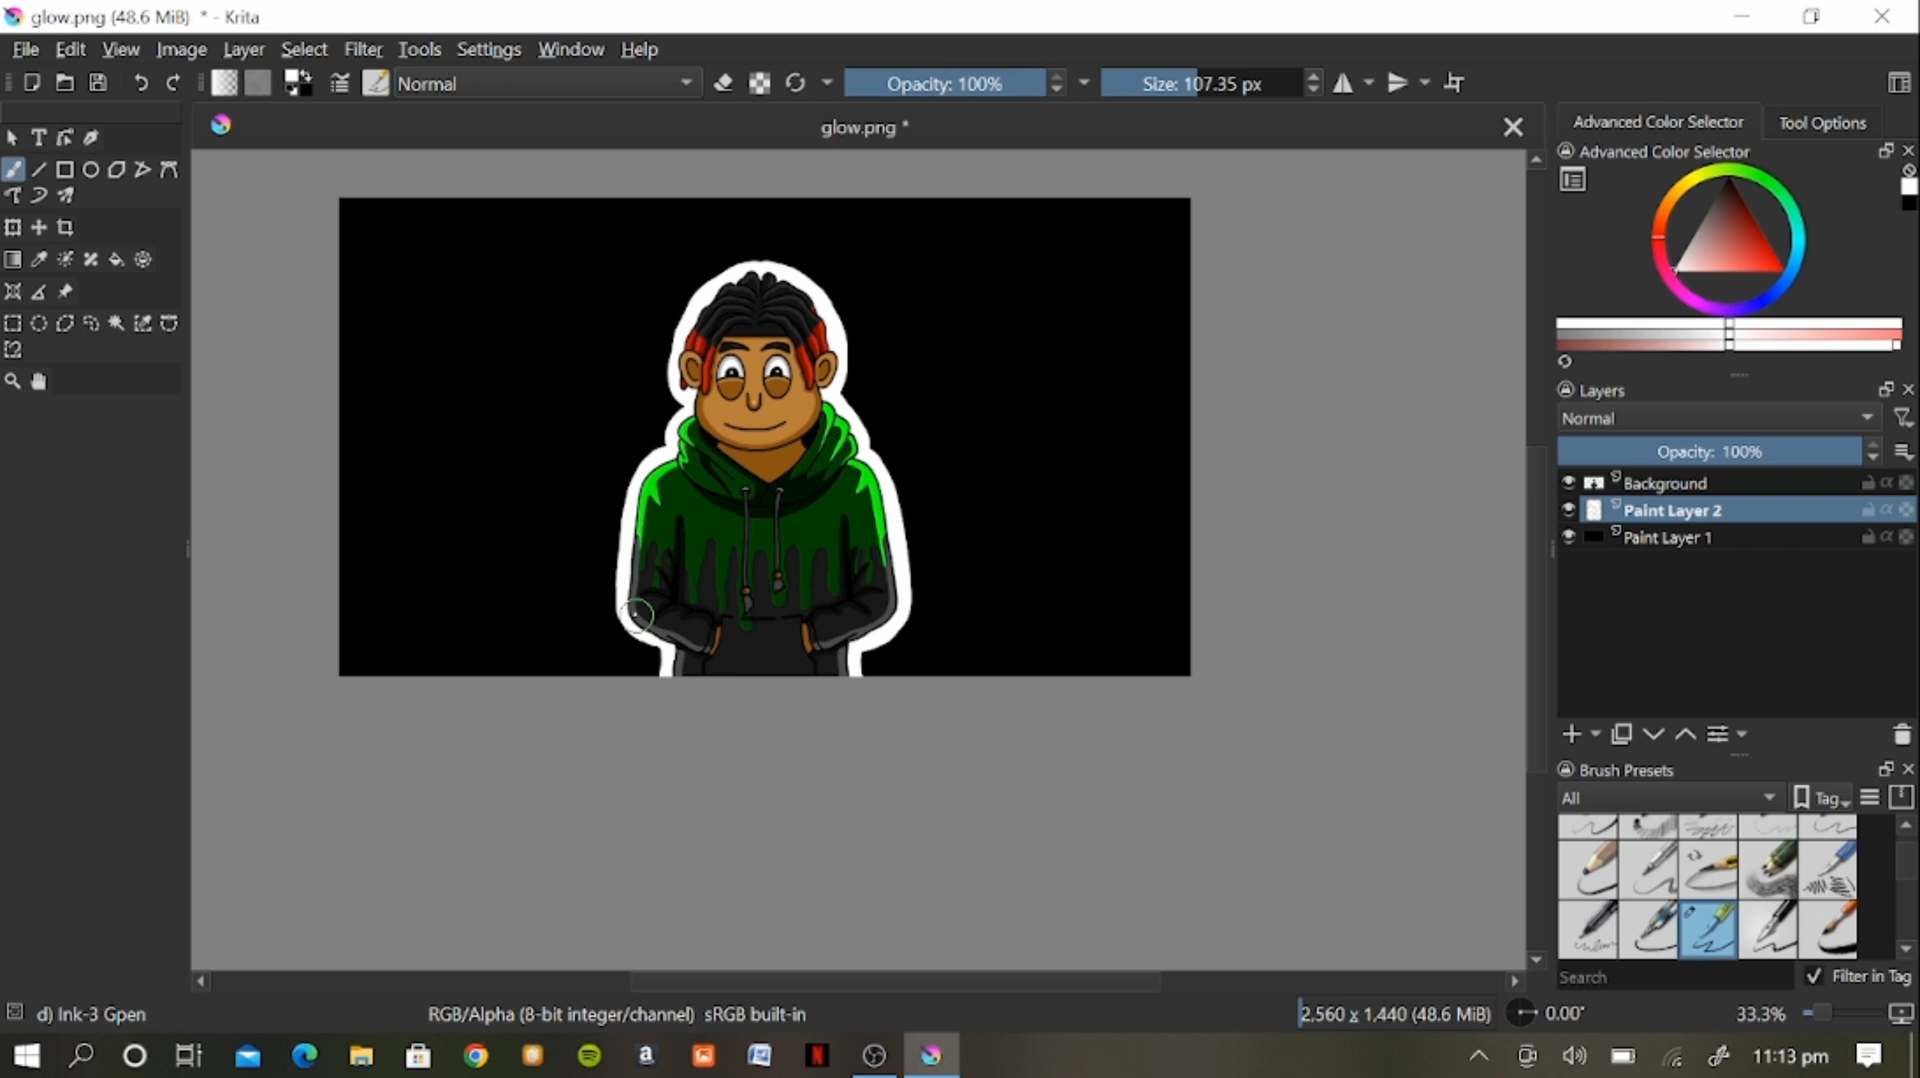 glow.png (48.6 MiB) * - Krita
File Edit View Image Layer Select Filter Tools Settings Window Help
Normal Opacity: 100% Size: 107.35 px
glow.png *
Advanced Color Selector Tool Options
Advanced Color Selector
Layers
Normal
Opacity: 100%
Background
Paint Layer 2
Paint Layer 1
Brush Presets
All Tag
Search Filter in Tag
d) Ink-3 Gpen RGB/Alpha (8-bit integer/channel) sRGB built-in 2,560 x 1,440 (48.6 MiB) 0.00° 33.3%
11:13 pm